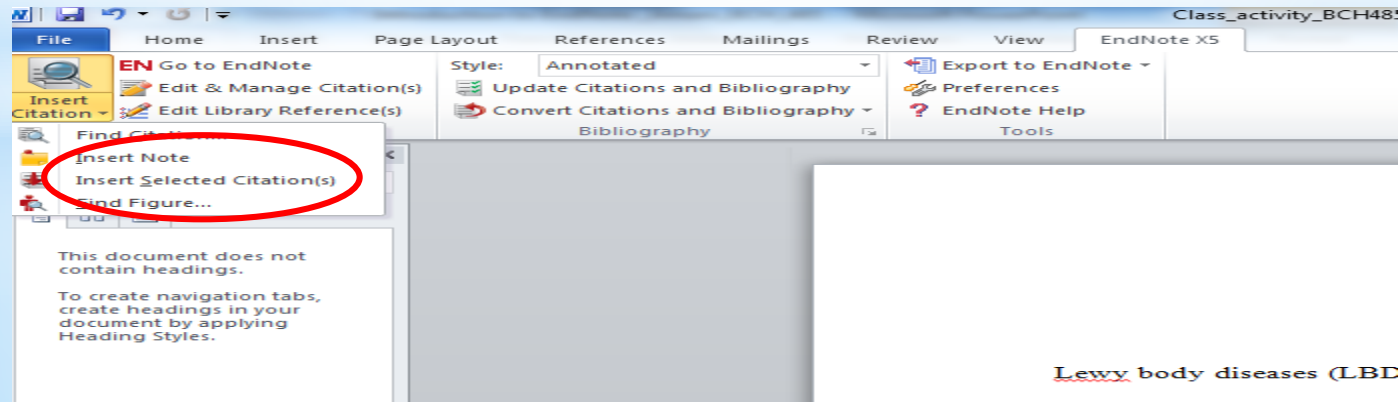 Class_activity_BCH485
File Home Insert Page Layout References Mailings Review View EndNote X5
Insert Citation
EN Go to EndNote
Edit & Manage Citation(s)
Edit Library Reference(s)
Style: Annotated
Update Citations and Bibliography
Convert Citations and Bibliography
Bibliography
Export to EndNote
Preferences
? EndNote Help
Tools
Find Citation...
Insert Note
Insert Selected Citation(s)
Find Figure...
This document does not
contain headings.
To create navigation tabs,
create headings in your
document by applying
Heading Styles.
Lewy body diseases (LBD